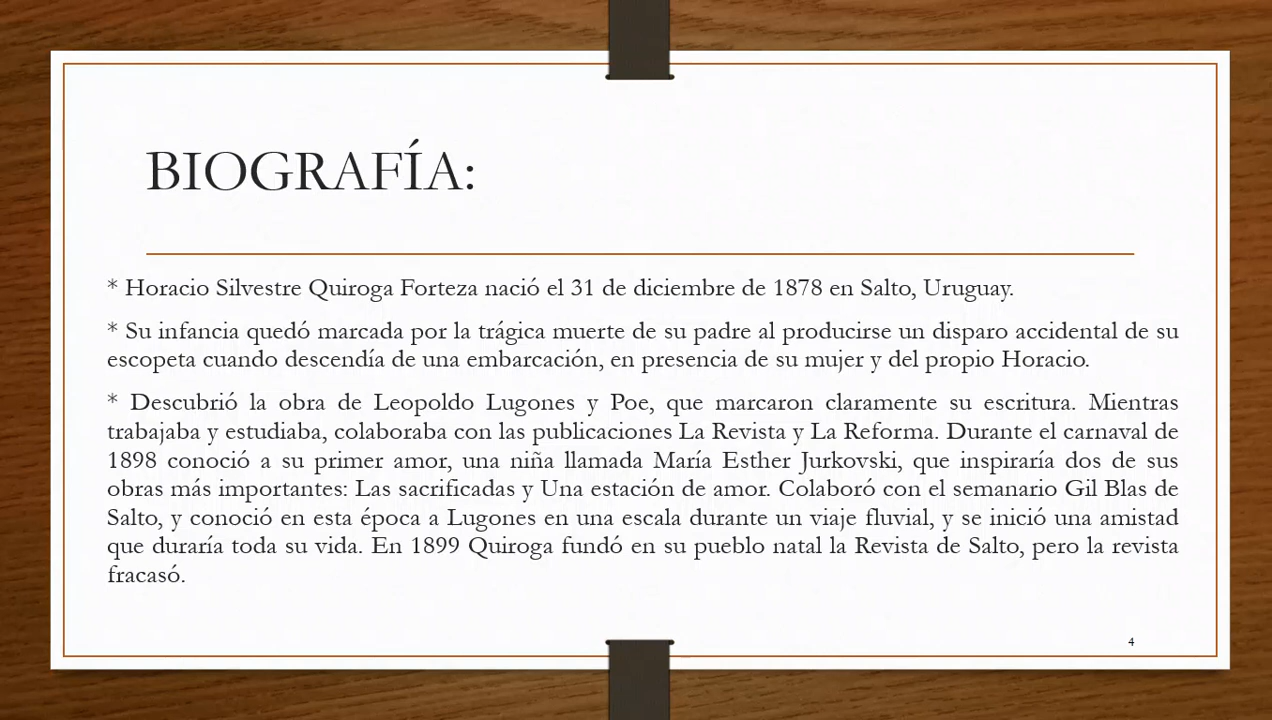 BIOGRAFÍA:
* Horacio Silvestre Quiroga Forteza nació el 31 de diciembre de 1878 en Salto, Uruguay.
* Su infancia quedó marcada por la trágica muerte de su padre al producirse un disparo accidental de su
escopeta cuando descendía de una embarcación, en presencia de su mujer y del propio Horacio.
* Descubrió la obra de Leopoldo Lugones y Poe, que marcaron claramente su escritura. Mientras
trabajaba y estudiaba, colaboraba con las publicaciones La Revista y La Reforma. Durante el carnaval de
1898 conoció a su primer amor, una niña llamada María Esther Jurkovski, que inspiraría dos de sus
obras más importantes: Las sacrificadas y Una estación de amor. Colaboró con el semanario Gil Blas de
Salto, y conoció en esta época a Lugones en una escala durante un viaje fluvial, y se inició una amistad
que duraría toda su vida. En 1899 Quiroga fundó en su pueblo natal la Revista de Salto, pero la revista
fracasó.
4